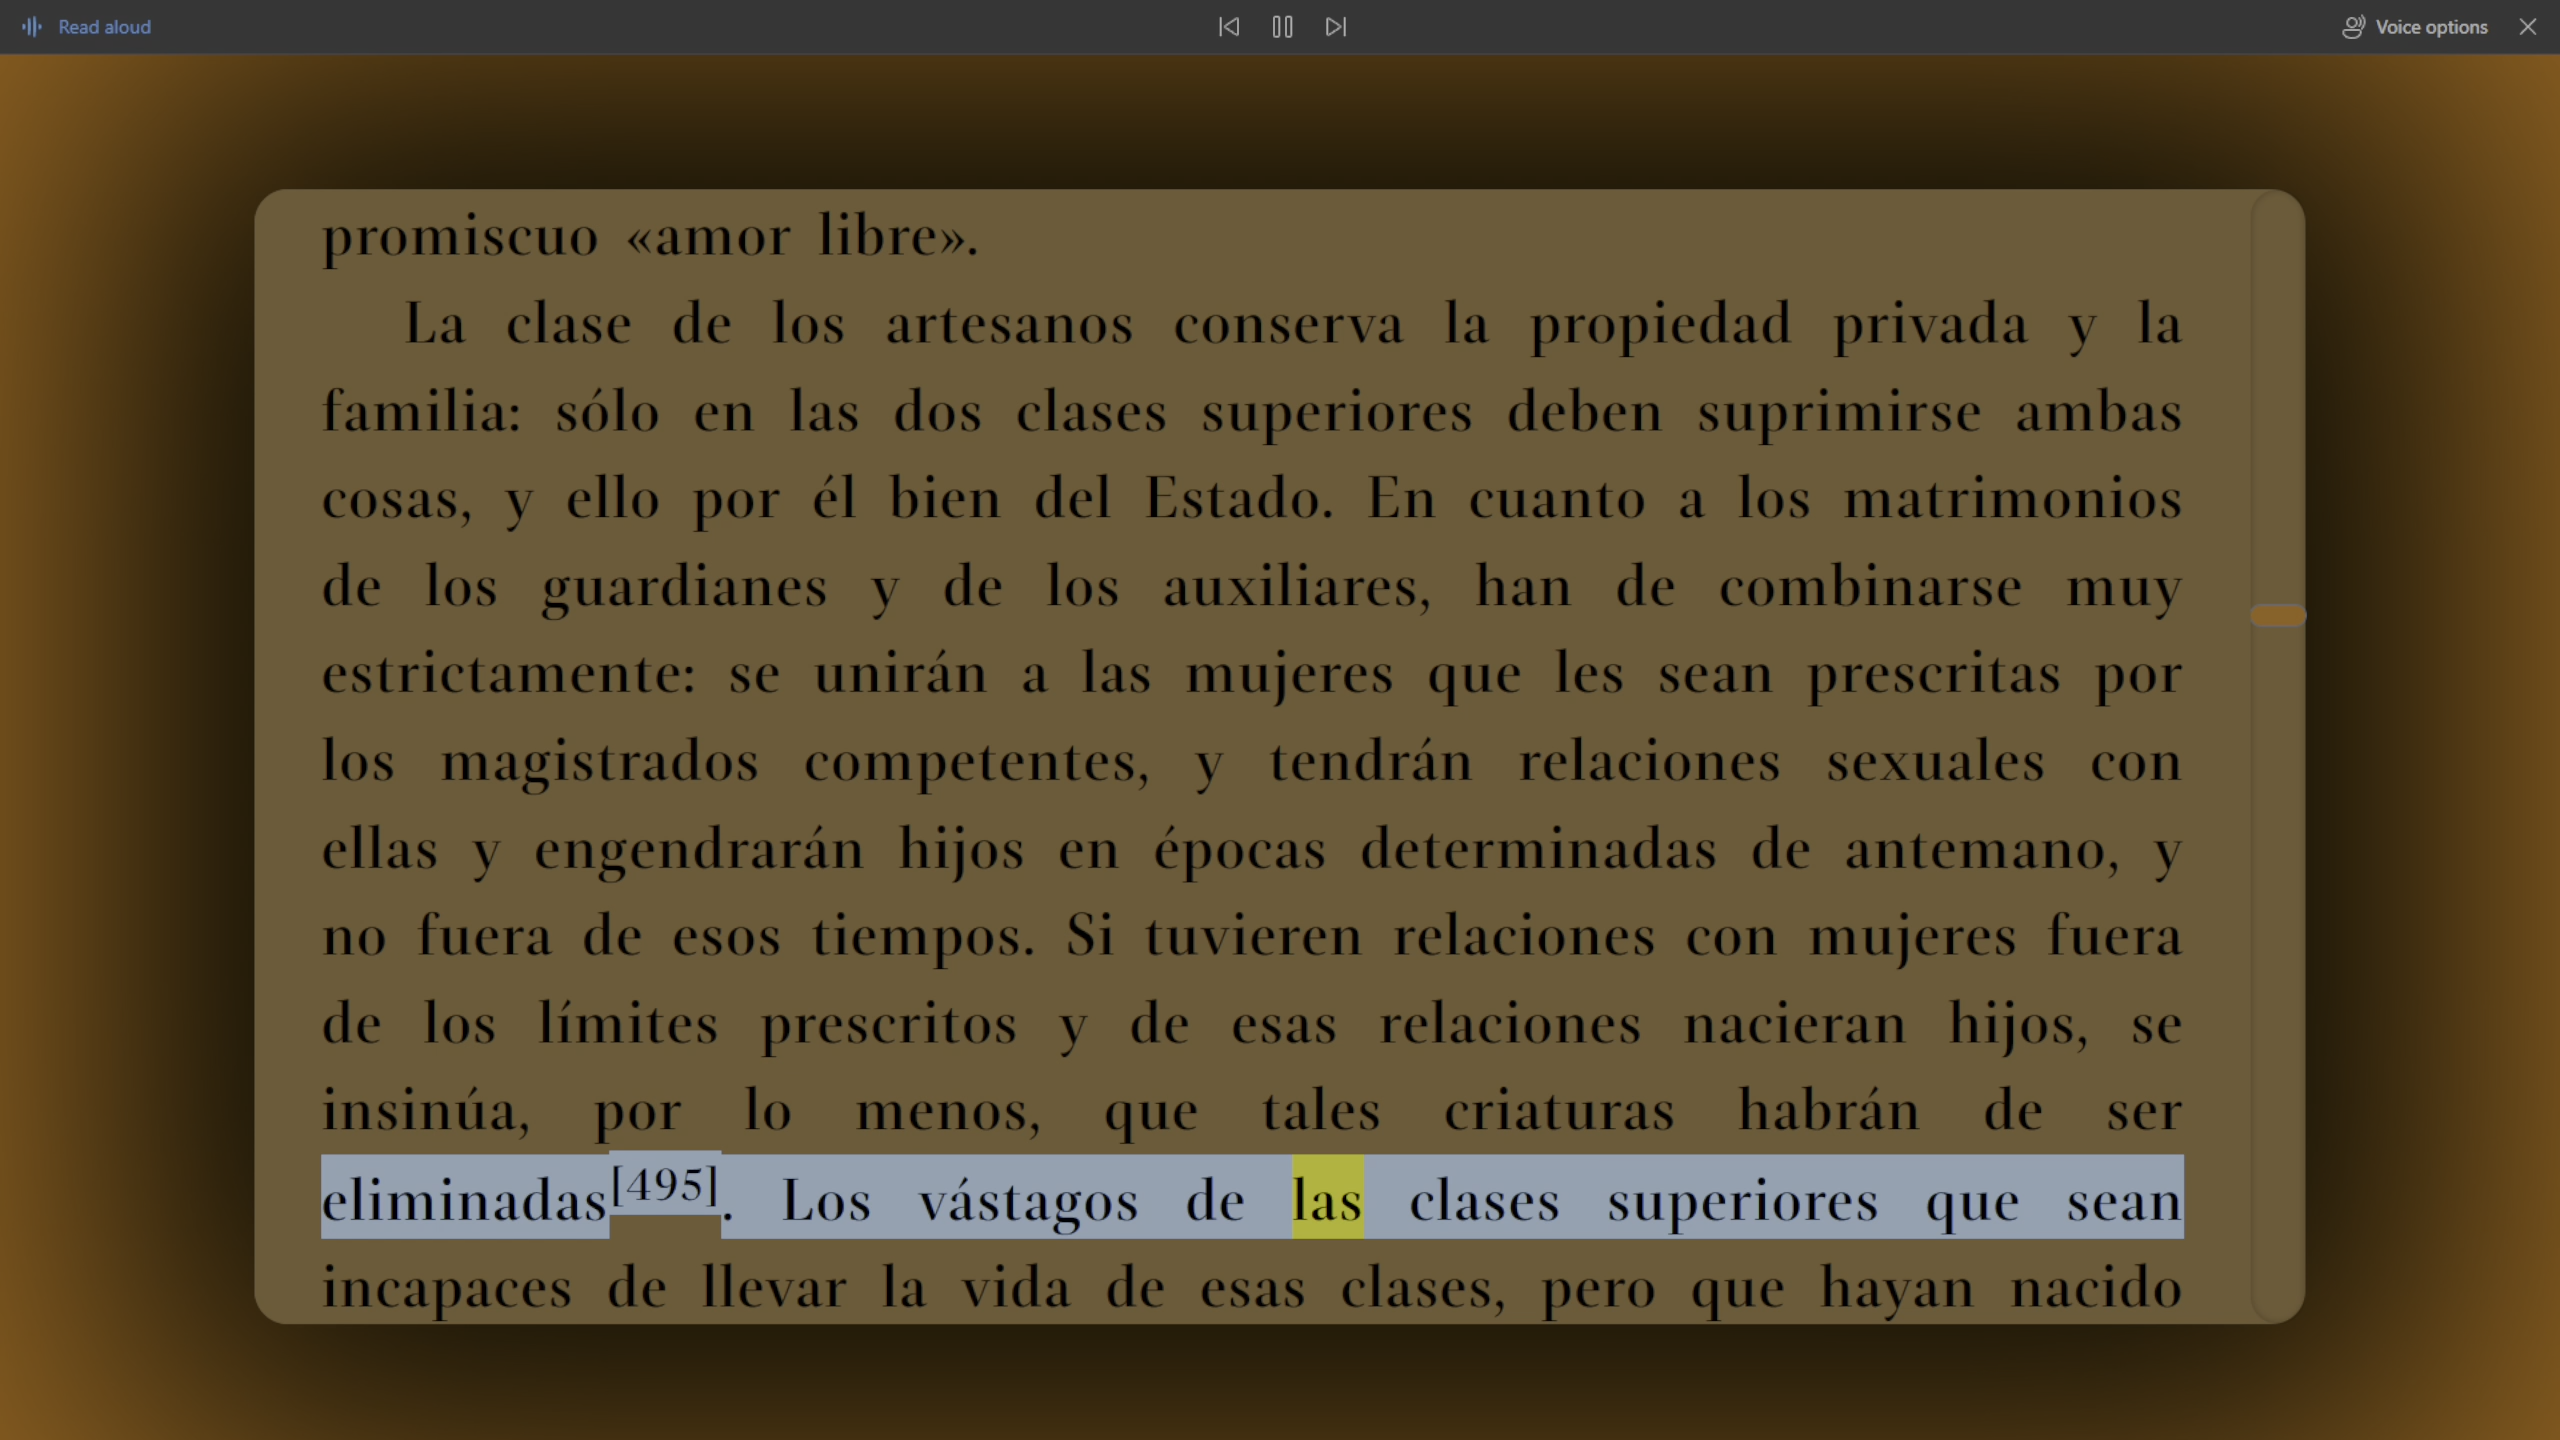 Read aloud
Voice options
promiscuo «amor libre».
La clase de los artesanos conserva la propiedad privada y la
familia: sólo en las dos clases superiores deben suprimirse ambas
cosas, y ello por él bien del Estado. En cuanto a los matrimonios
de los guardianes y de los auxiliares, han de combinarse muy
estrictamente: se unirán a las mujeres que les sean prescritas por
los magistrados competentes, y tendrán relaciones sexuales con
ellas y engendrarán hijos en épocas determinadas de antemano, y
no fuera de esos tiempos. Si tuvieren relaciones con mujeres fuera
de los límites prescritos y de esas relaciones nacieran hijos, se
insinúa, por lo menos, que tales criaturas habrán de ser
eliminadas[495]. Los vástagos de las clases superiores que sean
incapaces de llevar la vida de esas clases, pero que hayan nacido